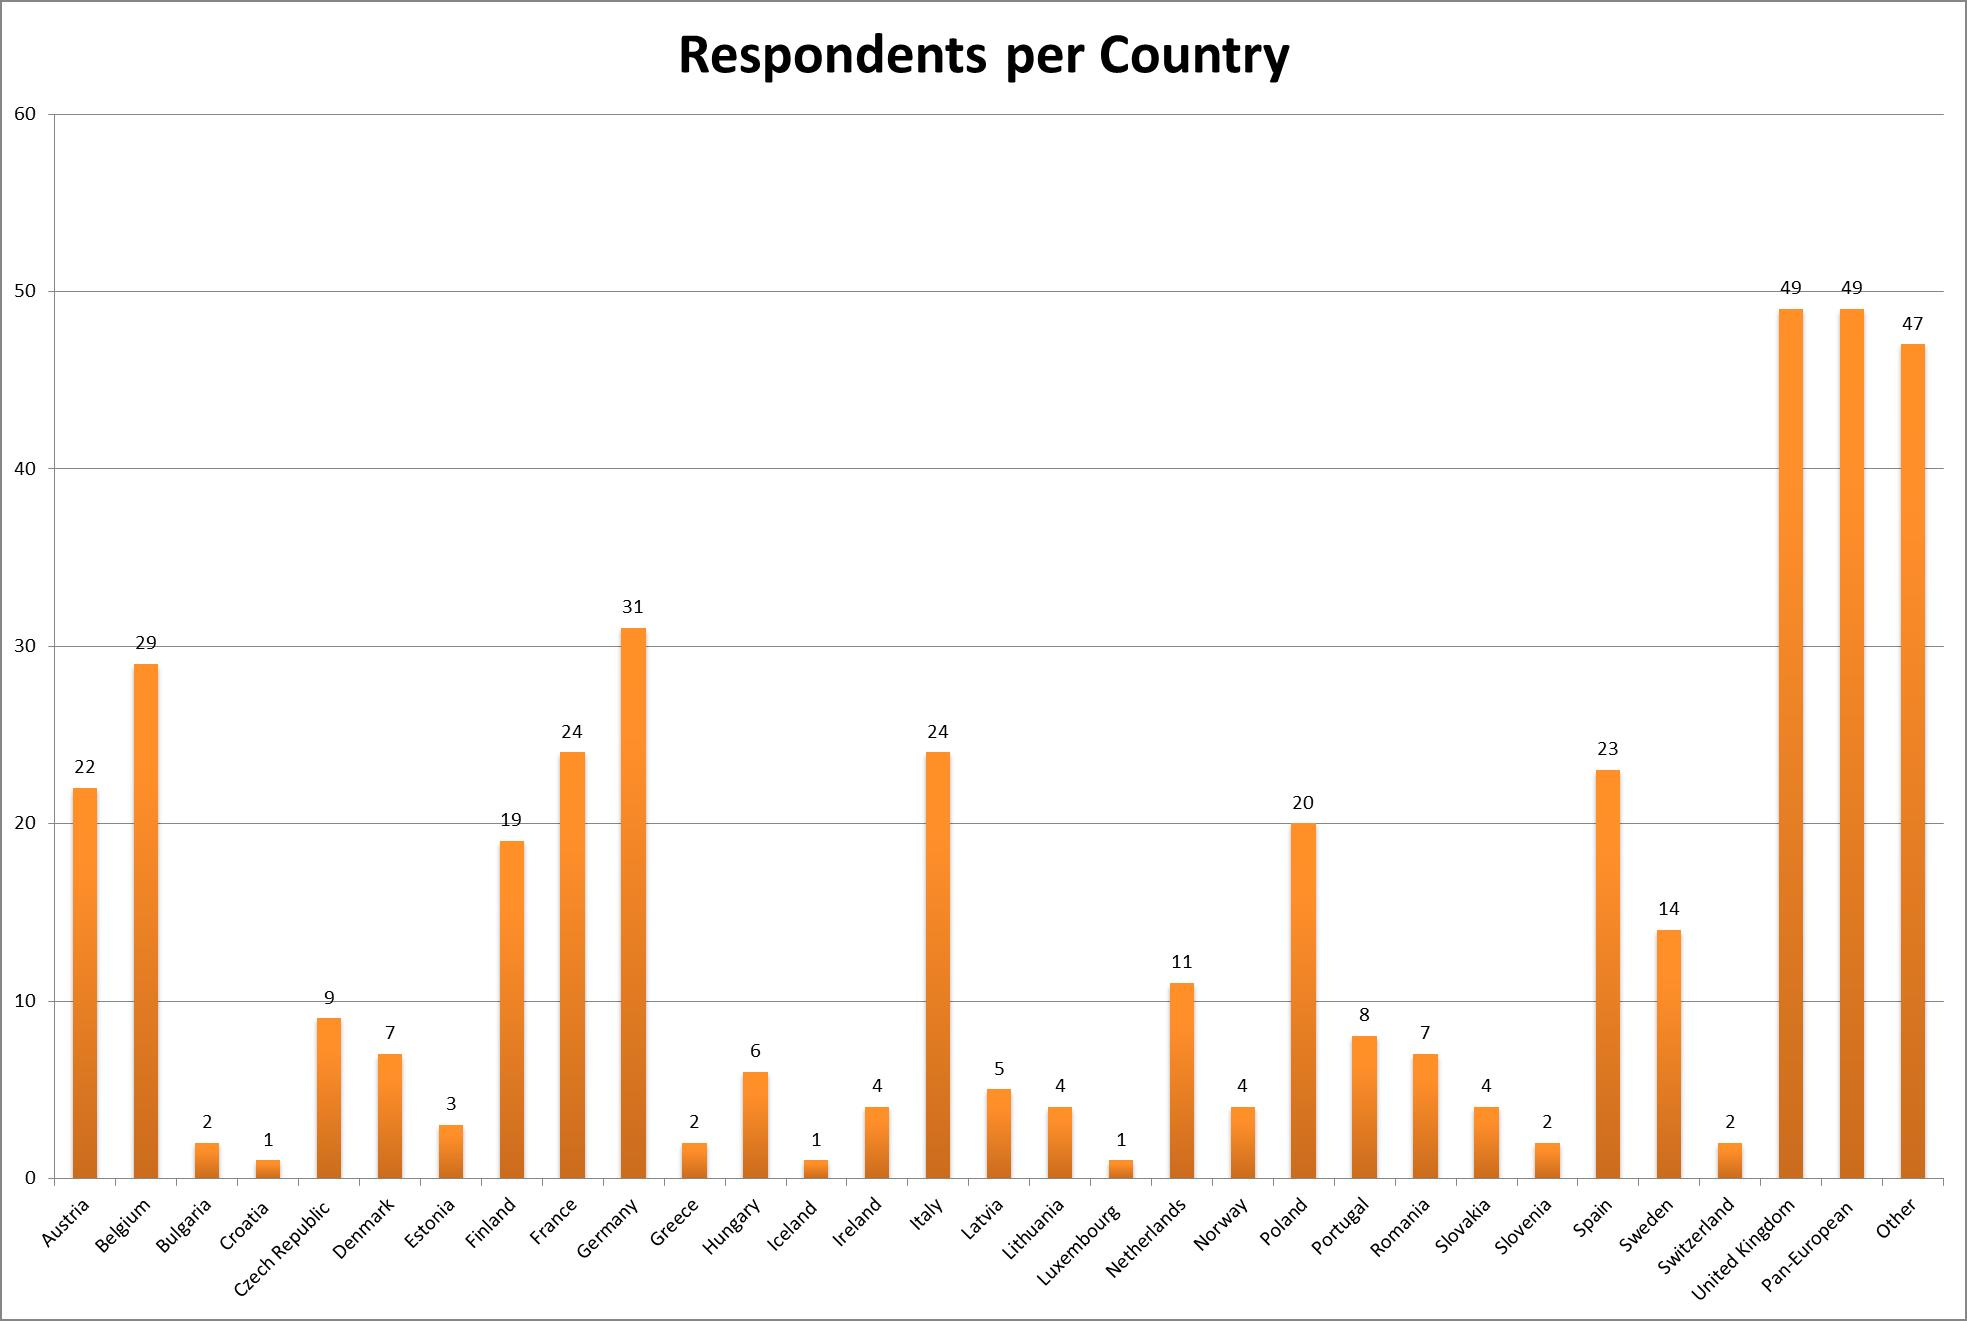 Respondents per Country
60
50
40
30
20
10
0
22
29
2
1
9
7
3
19
24
31
2
6
1
4
24
5
4
1
11
4
20
8
7
4
2
23
14
2
49
49
47
Austria
Belgium
Bulgaria
Croatia
Czech Republic
Denmark
Estonia
Finland
France
Germany
Greece
Hungary
Iceland
Ireland
Italy
Latvia
Lithuania
Luxembourg
Netherlands
Norway
Poland
Portugal
Romania
Slovakia
Slovenia
Spain
Sweden
Switzerland
United Kingdom
Pan-European
Other